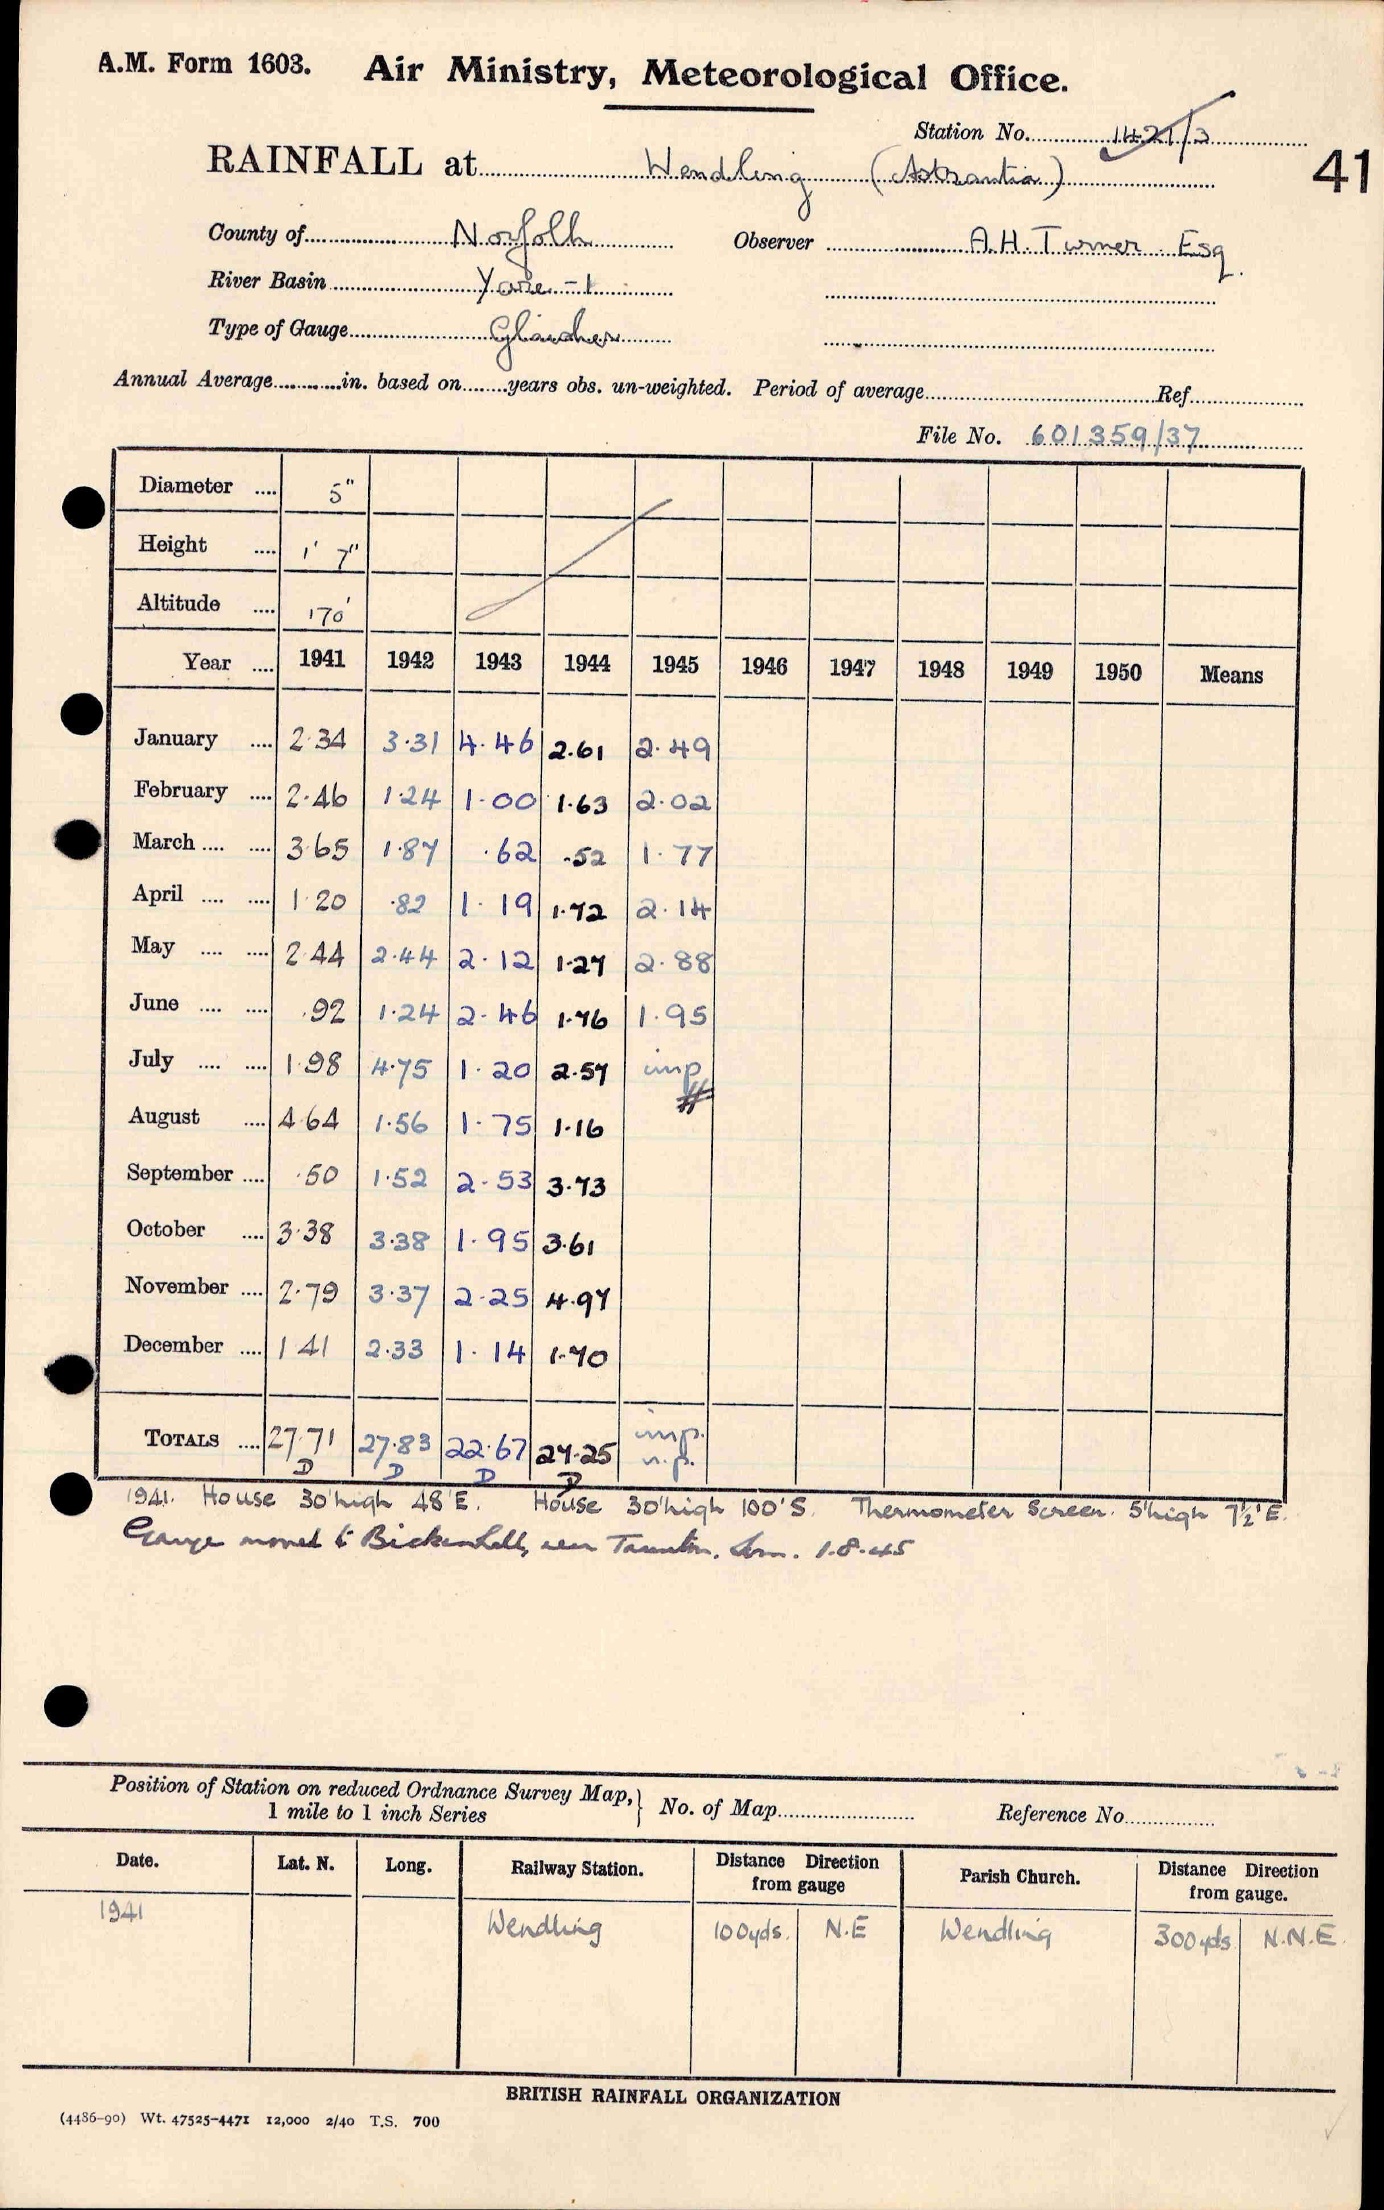 A.M. Form 1603. Air Ministry, Meteorological Office.
Station No. 1421/3
RAINFALL at Wendling (Astrantia)
41
County of Norfolk Observer A.H. Turner Esq.
River Basin Yare - 1
Type of Gauge Glaisher
Annual Average............in. based on........years obs. un-weighted. Period of average............Ref............
File No. 601359/37
Diameter .... 5"
Height .... 1' 7"
Altitude .... 170'
Year .... 1941 1942 1943 1944 1945 1946 1947 1948 1949 1950 Means
January .... 2.34 3.31 4.46 2.61 2.49
February .... 2.46 1.24 1.00 1.63 2.02
March .... .... 3.65 1.87 .62 .52 1.77
April .... .... 1.20 .82 1.19 1.72 2.14
May .... .... 2.44 2.44 2.12 1.27 2.88
June .... .... .92 1.24 2.46 1.76 1.95
July .... .... 1.98 4.75 1.20 2.57 imp
August .... 4.64 1.56 1.75 1.16
September .... .50 1.52 2.53 3.73
October .... 3.38 3.38 1.95 3.61
November .... 2.79 3.37 2.25 4.97
December .... 1.41 2.33 1.14 1.70
TOTALS .... 27.71 27.83 22.67 27.25 imp. n.p.
D D D D
1941. House 30' high 48' E. House 30' high 100' S. Thermometer Screen. 5' high 7½' E.
Gauge moved to Bickenhall, near Taunton, Som. 1.8.45
Position of Station on reduced Ordnance Survey Map, 1 mile to 1 inch Series } No. of Map............ Reference No............
Date. Lat. N. Long. Railway Station. Distance Direction from gauge Parish Church. Distance Direction from gauge.
1941 Wendling 100yds. N.E Wendling 300yds N.N.E.
BRITISH RAINFALL ORGANIZATION
(4486-90) Wt. 47525-4471 12,000 2/40 T.S. 700